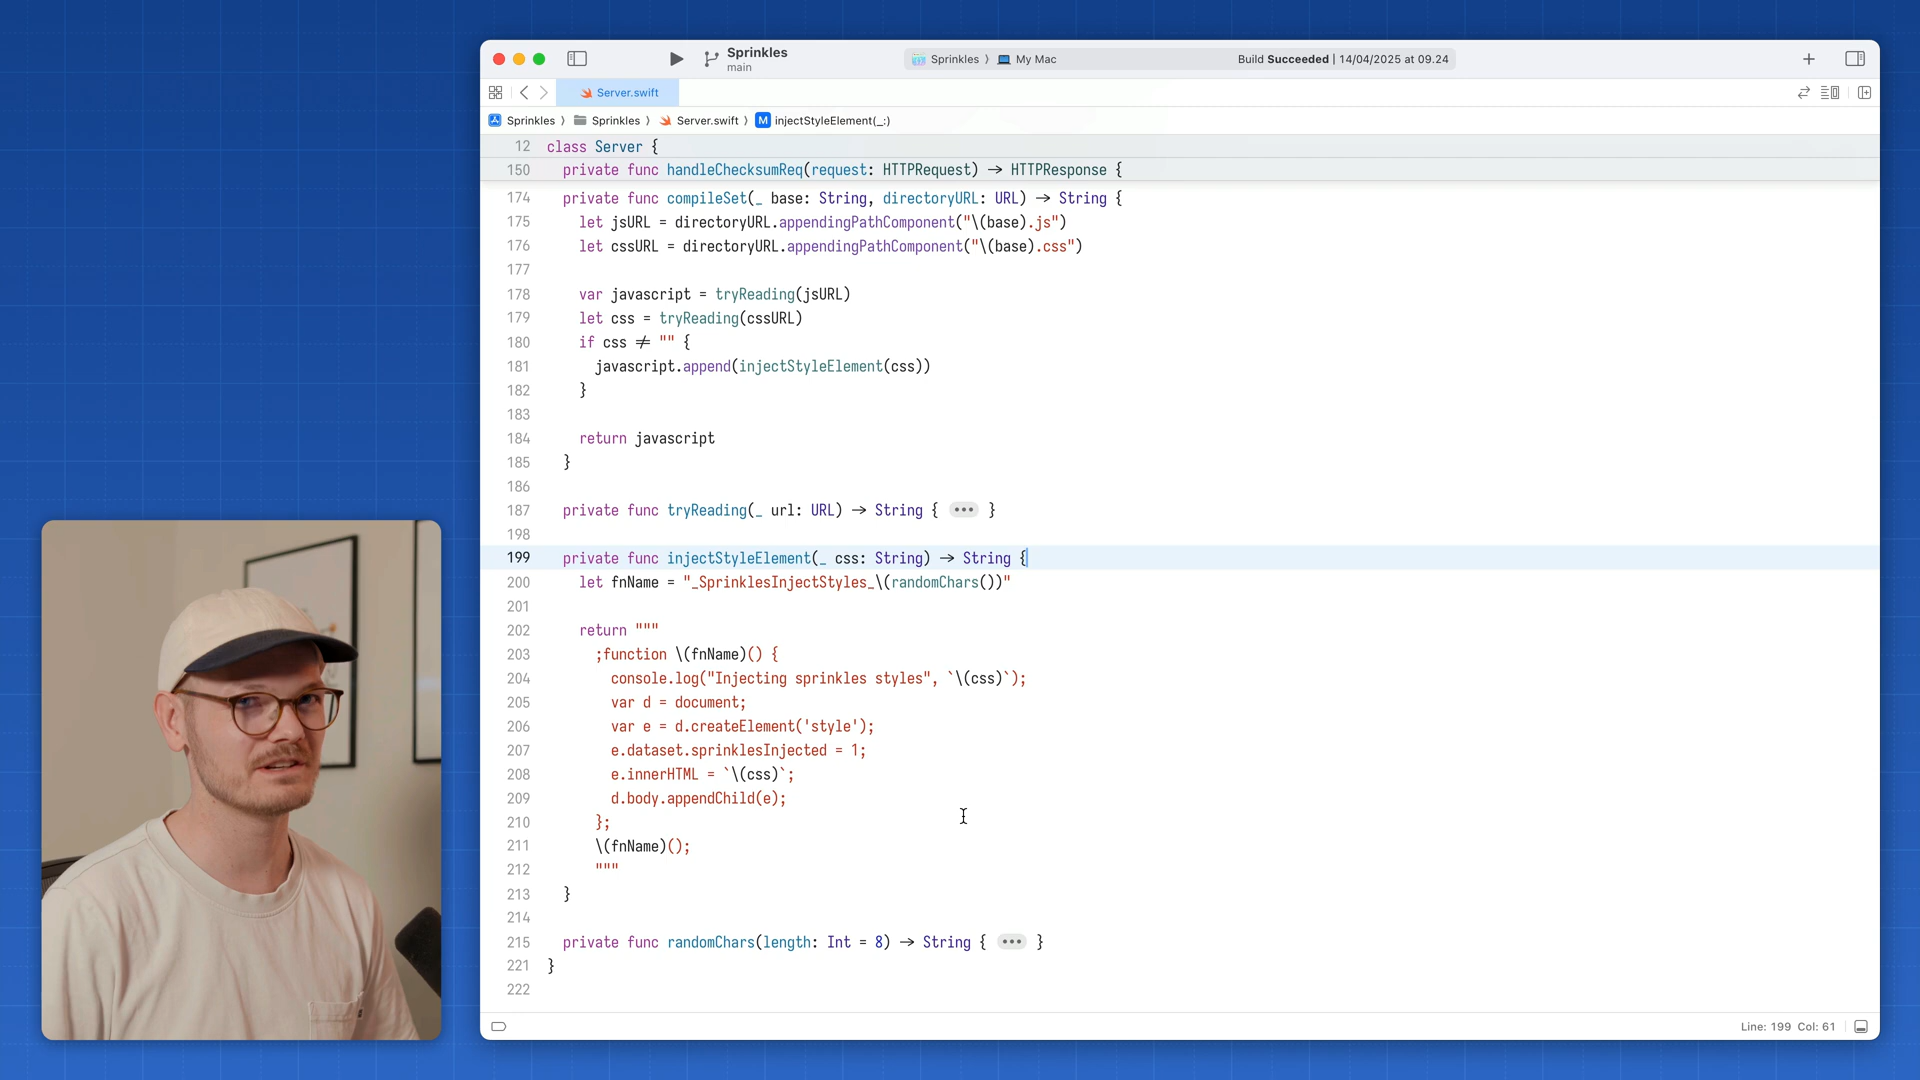 Sprinkles
main
Sprinkles 〉 My Mac
Build Succeeded | 14/04/2025 at 09.24
Server.swift
Sprinkles 〉 Sprinkles 〉 Server.swift 〉 M injectStyleElement(_:)
12 class Server {
150 private func handleChecksumReq(request: HTTPRequest) → HTTPResponse {
174 private func compileSet(_ base: String, directoryURL: URL) → String {
175 let jsURL = directoryURL.appendingPathComponent("\(base).js")
176 let cssURL = directoryURL.appendingPathComponent("\(base).css")
177
178 var javascript = tryReading(jsURL)
179 let css = tryReading(cssURL)
180 if css ≠ "" {
181 javascript.append(injectStyleElement(css))
182 }
183
184 return javascript
185 }
186
187 private func tryReading(_ url: URL) → String { ••• }
198
199 private func injectStyleElement(_ css: String) → String {
200 let fnName = "_SprinklesInjectStyles_\(randomChars())"
201
202 return """
203 ;function \(fnName)() {
204 console.log("Injecting sprinkles styles", `\(css)`);
205 var d = document;
206 var e = d.createElement('style');
207 e.dataset.sprinklesInjected = 1;
208 e.innerHTML = `\(css)`;
209 d.body.appendChild(e);
210 };
211 \(fnName)();
212 """
213 }
214
215 private func randomChars(length: Int = 8) → String { ••• }
221 }
222
Line: 199 Col: 61